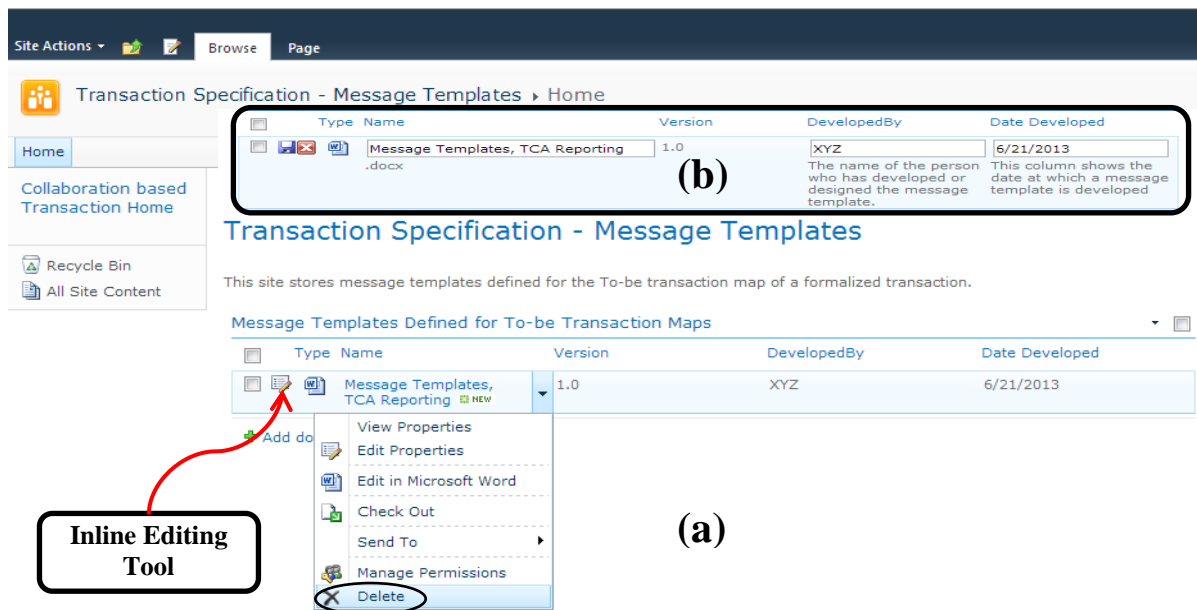 Site Actions
Browse
Page
Transaction Specification - Message Templates ▸ Home
Type Name Version DevelopedBy Date Developed
Message Templates, TCA Reporting 1.0 XYZ 6/21/2013
.docx
The name of the person who has developed or designed the message template.
This column shows the date at which a message template is developed
(b)
Home
Collaboration based
Transaction Home
Recycle Bin
All Site Content
Transaction Specification - Message Templates
This site stores message templates defined for the To-be transaction map of a formalized transaction.
Message Templates Defined for To-be Transaction Maps
Type Name Version DevelopedBy Date Developed
Message Templates, 1.0 XYZ 6/21/2013
TCA Reporting NEW
Add do
View Properties
Edit Properties
Edit in Microsoft Word
Check Out
Send To
Manage Permissions
Delete
Inline Editing
Tool
(a)